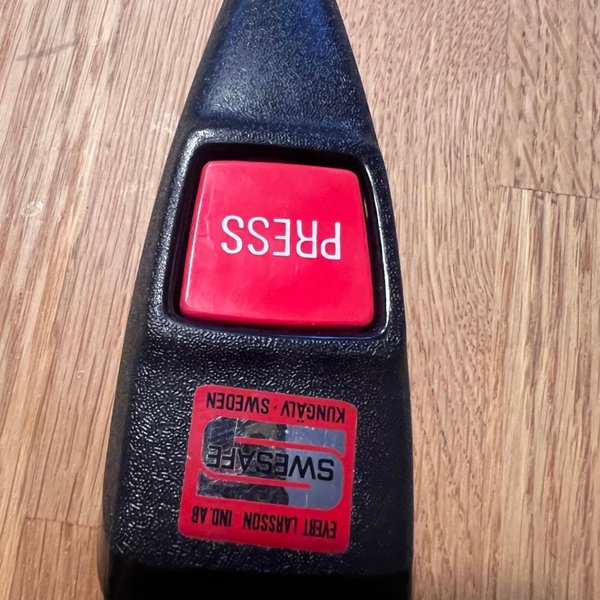 EVERT LARSSON IND. AB
SWESAFE
KUNGÄLV · SWEDEN
PRESS